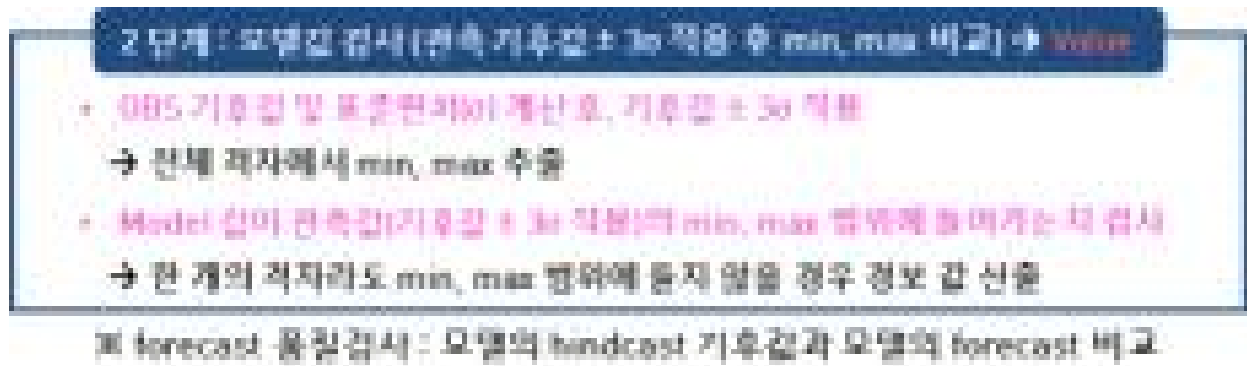 2단계 : 모델값 검사 (관측 기후값 ± 3σ 적용 후 min, max 비교) → Value
• OBS 기후값 및 표준편차(σ) 계산 후, 기후값 ± 3σ 적용
→ 전체 격자에서 min, max 추출
• Model 값이 관측값(기후값 ± 3σ 적용)의 min, max 범위에 들어가는 지 검사
→ 한 개의 격자라도 min, max 범위에 들지 않을 경우 경보 값 산출
※ forecast 품질검사 : 모델의 hindcast 기후값과 모델의 forecast 비교